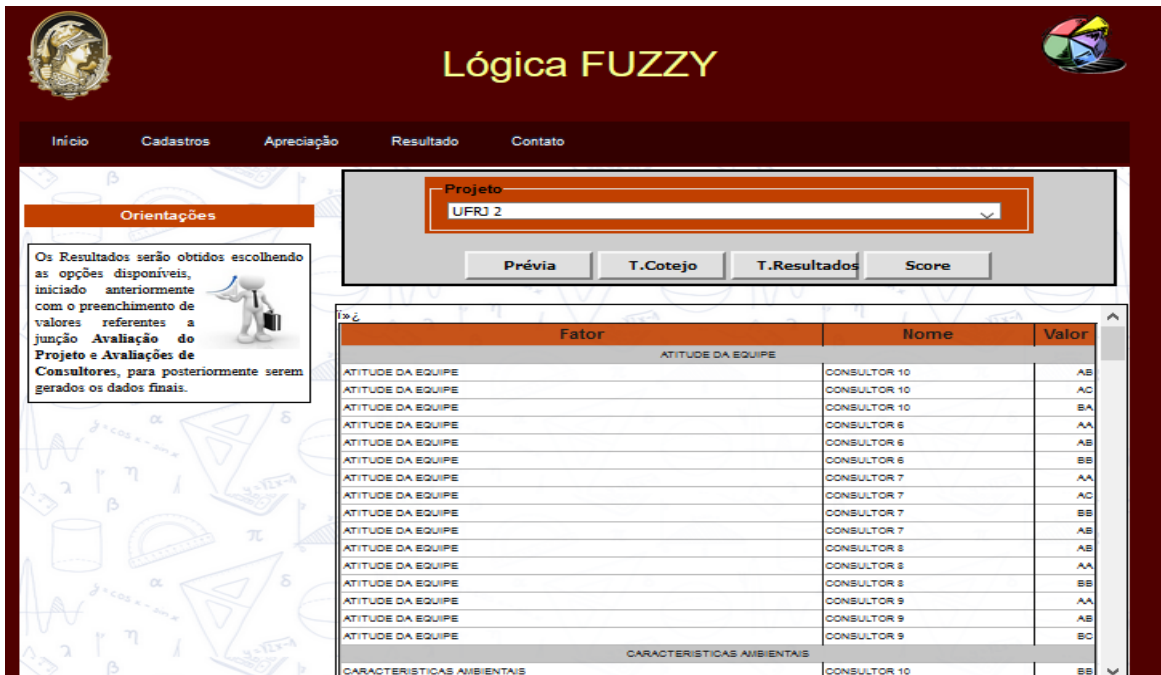 Lógica FUZZY
Início Cadastros Apreciação Resultado Contato
Orientações
Os Resultados serão obtidos escolhendo
as opções disponíveis,
iniciado anteriormente
com o preenchimento de
valores referentes a
junção Avaliação do
Projeto e Avaliações de
Consultores, para posteriormente serem
gerados os dados finais.
Projeto
UFRJ 2
Prévia T.Cotejo T.Resultados Score
ï»¿
Fator Nome Valor
ATITUDE DA EQUIPE
ATITUDE DA EQUIPE CONSULTOR 10 AB
ATITUDE DA EQUIPE CONSULTOR 10 AC
ATITUDE DA EQUIPE CONSULTOR 10 BA
ATITUDE DA EQUIPE CONSULTOR 6 AA
ATITUDE DA EQUIPE CONSULTOR 6 AB
ATITUDE DA EQUIPE CONSULTOR 6 BB
ATITUDE DA EQUIPE CONSULTOR 7 AA
ATITUDE DA EQUIPE CONSULTOR 7 AC
ATITUDE DA EQUIPE CONSULTOR 7 BB
ATITUDE DA EQUIPE CONSULTOR 7 AB
ATITUDE DA EQUIPE CONSULTOR 8 AB
ATITUDE DA EQUIPE CONSULTOR 8 AA
ATITUDE DA EQUIPE CONSULTOR 8 BB
ATITUDE DA EQUIPE CONSULTOR 9 AA
ATITUDE DA EQUIPE CONSULTOR 9 AB
ATITUDE DA EQUIPE CONSULTOR 9 BC
CARACTERISTICAS AMBIENTAIS
CARACTERISTICAS AMBIENTAIS CONSULTOR 10 BB